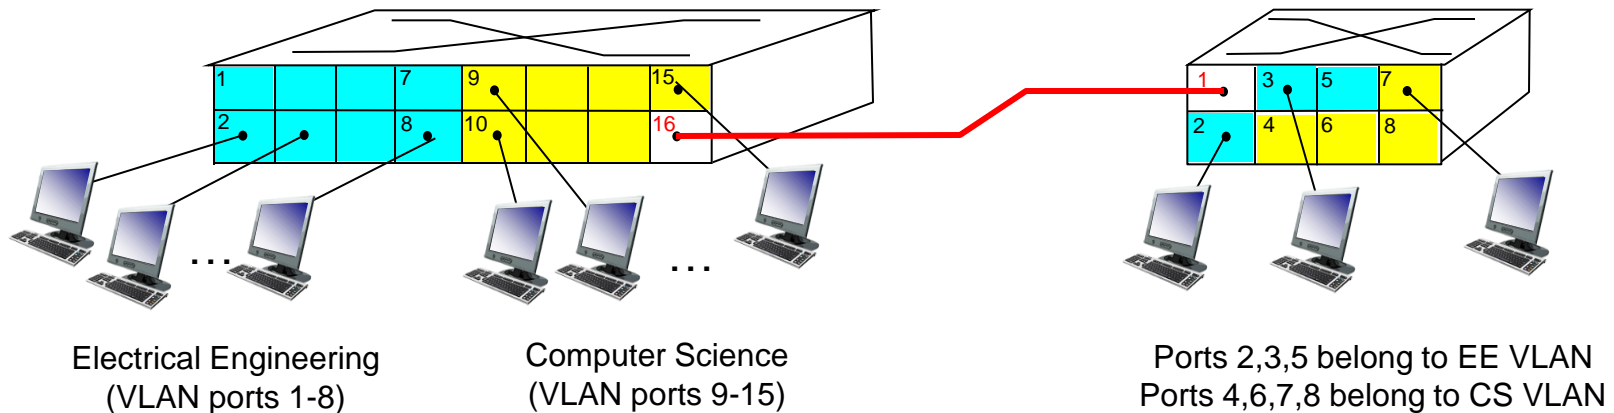 1 7 9 15
2 8 10 16
1 3 5 7
2 4 6 8
... ...
Electrical Engineering
(VLAN ports 1-8)
Computer Science
(VLAN ports 9-15)
Ports 2,3,5 belong to EE VLAN
Ports 4,6,7,8 belong to CS VLAN